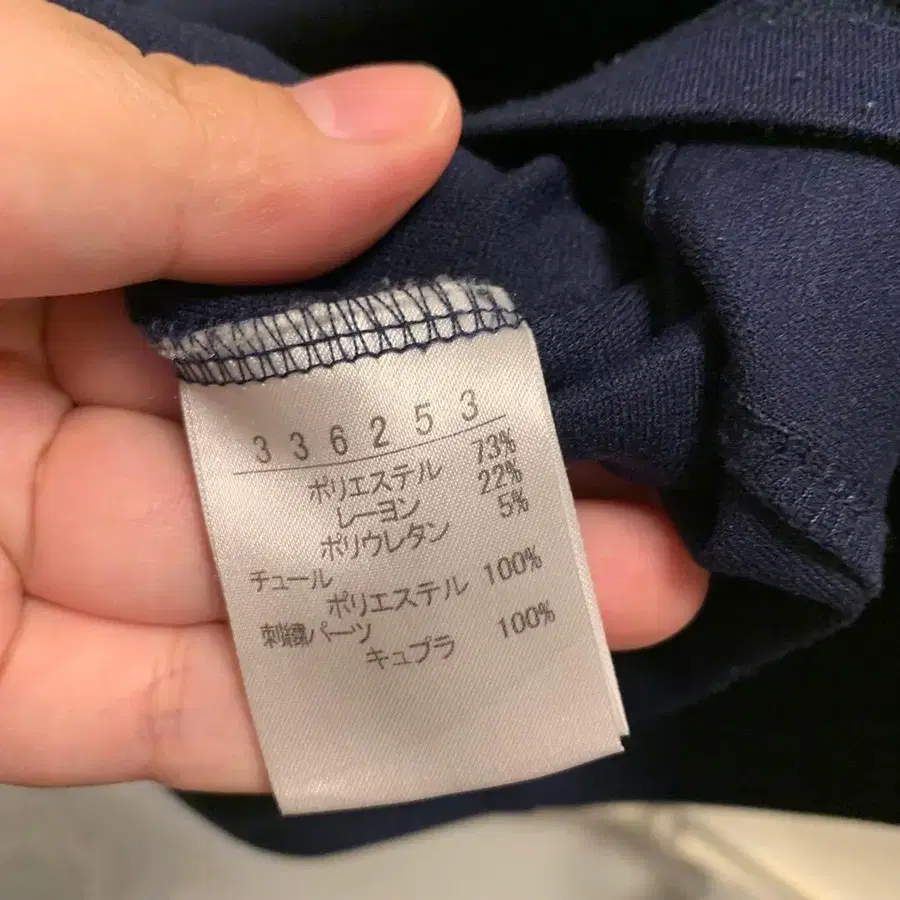 336253
ポリエステル 73%
レーヨン 22%
ポリウレタン 5%
チュール
ポリエステル 100%
刺繍パーツ
キュプラ 100%